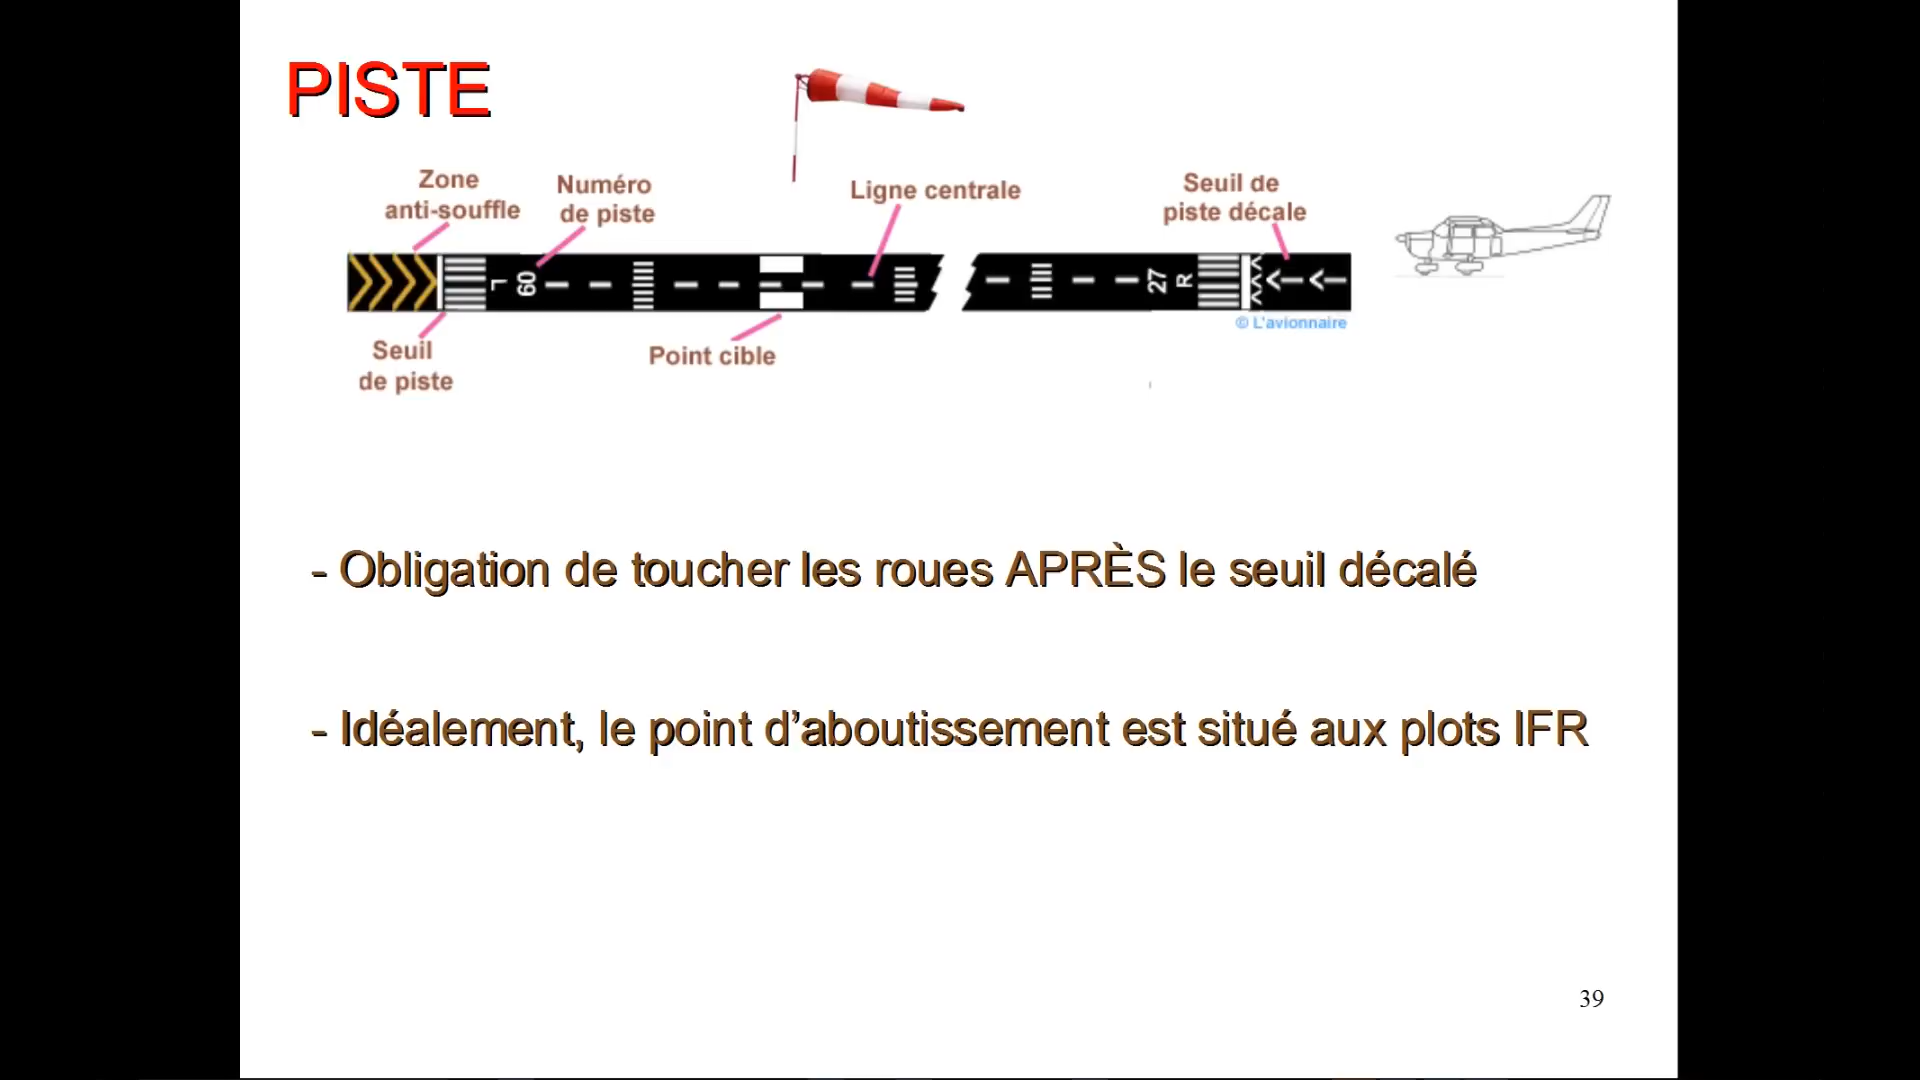 PISTE
Zone
anti-souffle
Numéro
de piste
Ligne centrale
Seuil de
piste décale
L
09
27
R
© L'avionnaire
Seuil
de piste
Point cible
- Obligation de toucher les roues APRÈS le seuil décalé
- Idéalement, le point d’aboutissement est situé aux plots IFR
39